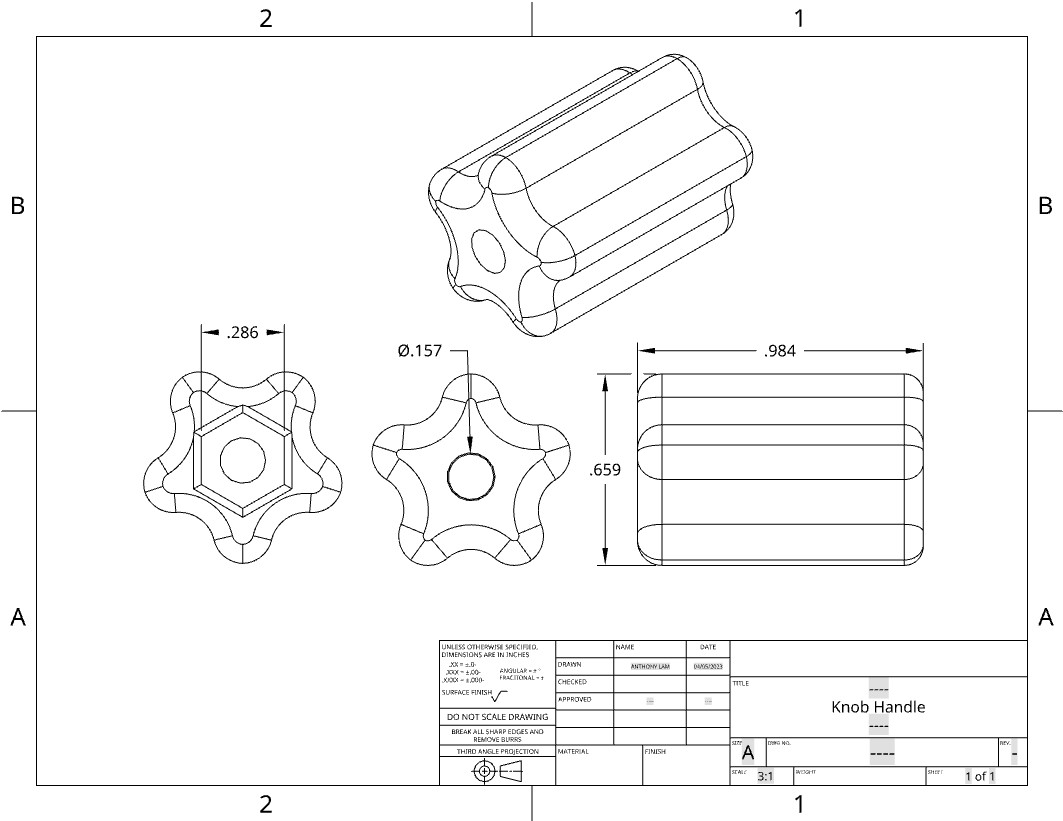 2
1
B
B
.286
Ø.157
.984
.659
A
A
UNLESS OTHERWISE SPECIFIED,
DIMENSIONS ARE IN INCHES
.XX = ±.0-
.XXX = ±.00-
.XXXX = ±.000-
ANGULAR = ± °
FRACTIONAL = ±
SURFACE FINISH
DO NOT SCALE DRAWING
BREAK ALL SHARP EDGES AND
REMOVE BURRS
THIRD ANGLE PROJECTION
NAME
DATE
DRAWN
ANTHONY LAM
04/05/2023
CHECKED
APPROVED
MATERIAL
FINISH
TITLE
----
Knob Handle
----
SIZE
A
DWG NO.
----
REV.
-
SCALE
3:1
WEIGHT
SHEET
1 of 1
2
1